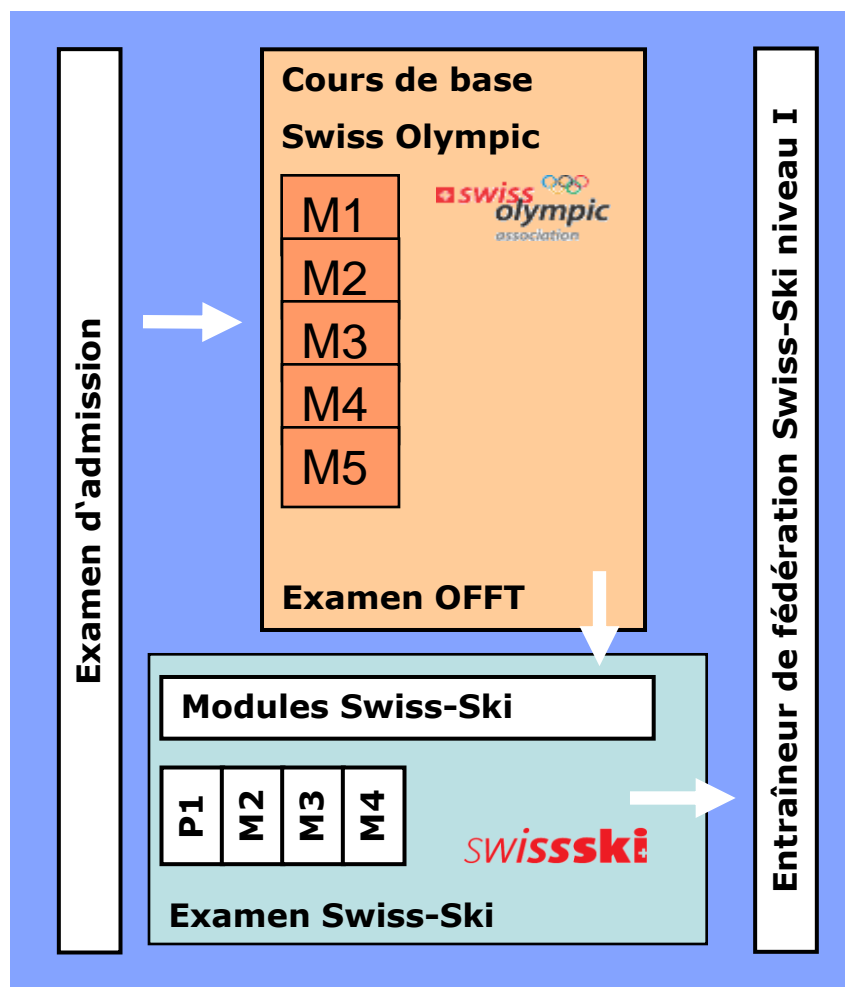 Examen d‘admission
Cours de base
Swiss Olympic
swiss
olympic
association
M1
M2
M3
M4
M5
Examen OFFT
Modules Swiss-Ski
P1
M2
M3
M4
swissski
Examen Swiss-Ski
Entraîneur de fédération Swiss-Ski niveau I